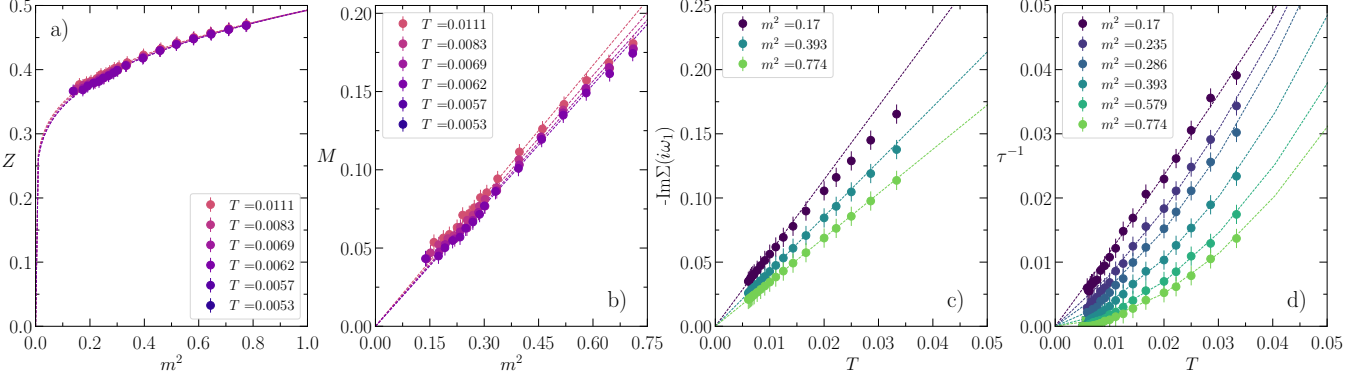 a)
Z
0.5
0.4
0.3
0.2
0.1
0.0
0.0 0.2 0.4 0.6 0.8 1.0
m²
T =0.0111
T =0.0083
T =0.0069
T =0.0062
T =0.0057
T =0.0053
b)
M
0.20
0.15
0.10
0.05
0.00
0.00 0.15 0.30 0.45 0.60 0.75
m²
T =0.0111
T =0.0083
T =0.0069
T =0.0062
T =0.0057
T =0.0053
c)
-ImΣ(iω₁)
0.25
0.20
0.15
0.10
0.05
0.00
0.00 0.01 0.02 0.03 0.04 0.05
T
m² =0.17
m² =0.393
m² =0.774
d)
τ⁻¹
0.05
0.04
0.03
0.02
0.01
0.00
0.00 0.01 0.02 0.03 0.04 0.05
T
m² =0.17
m² =0.235
m² =0.286
m² =0.393
m² =0.579
m² =0.774